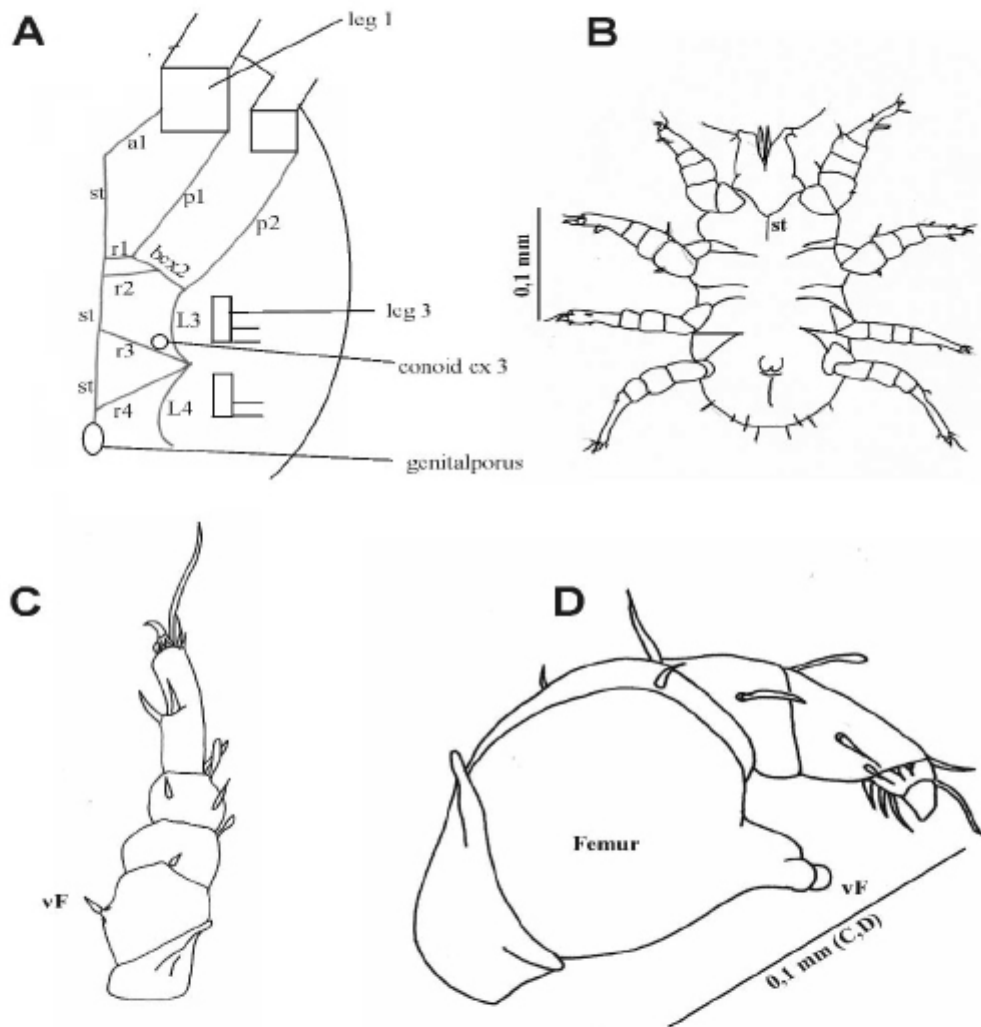 A
leg 1
B
a1
st
p1
p2
st
r1
bcx2
r2
0,1 mm
st
L3
leg 3
r3
conoid cx 3
st
r4
L4
genitalporus
C
D
Femur
vF
vF
0,1 mm (C,D)